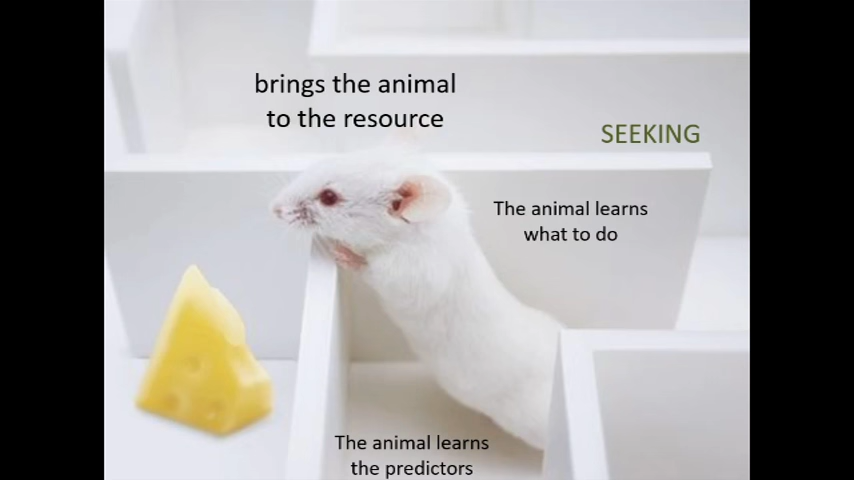 brings the animal
to the resource
SEEKING
The animal learns
what to do
The animal learns
the predictors